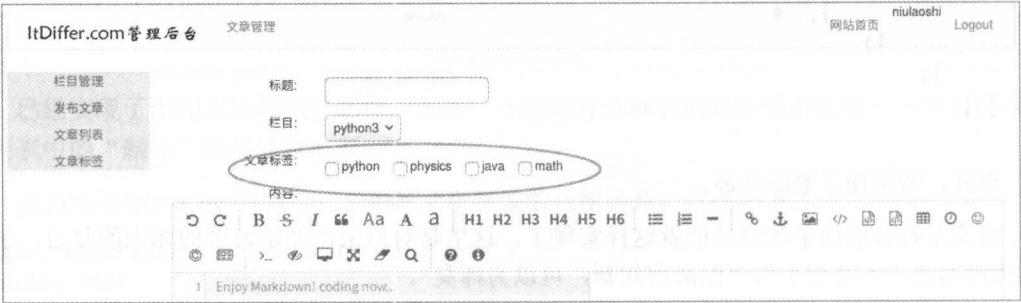 niulaoshi
ItDiffer.com管理后台 文章管理 网站首页 Logout
栏目管理
发布文章
文章列表
文章标签
标题:
栏目: python3
文章标签: python physics java math
内容:
B S I 66 Aa A a H1 H2 H3 H4 H5 H6
1 Enjoy Markdown! coding now...